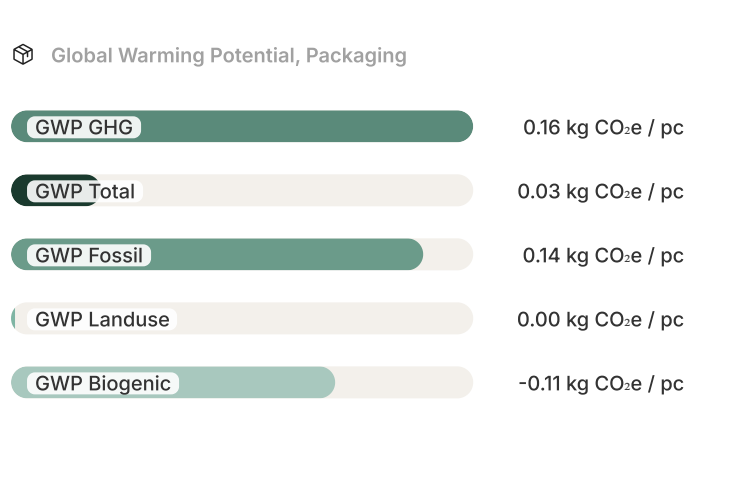 Global Warming Potential, Packaging
GWP GHG 0.16 kg CO₂e / pc
GWP Total 0.03 kg CO₂e / pc
GWP Fossil 0.14 kg CO₂e / pc
GWP Landuse 0.00 kg CO₂e / pc
GWP Biogenic -0.11 kg CO₂e / pc